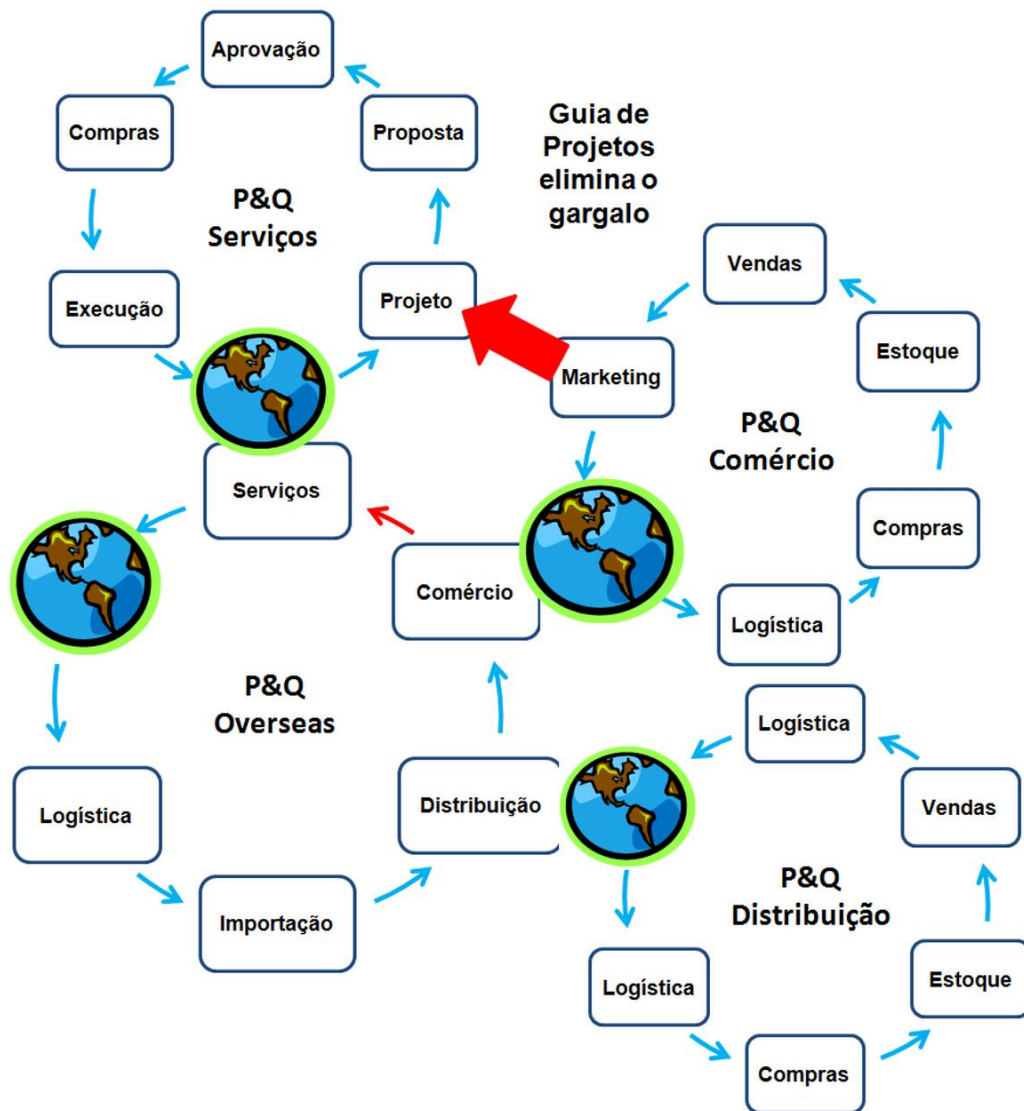 Aprovação
Compras
Proposta
Guia de
Projetos
elimina o
gargalo
P&Q
Serviços
Vendas
Execução
Projeto
Estoque
Marketing
P&Q
Comércio
Serviços
Compras
Comércio
Logística
P&Q
Overseas
Logística
Logística
Distribuição
Vendas
P&Q
Distribuição
Importação
Logística
Estoque
Compras